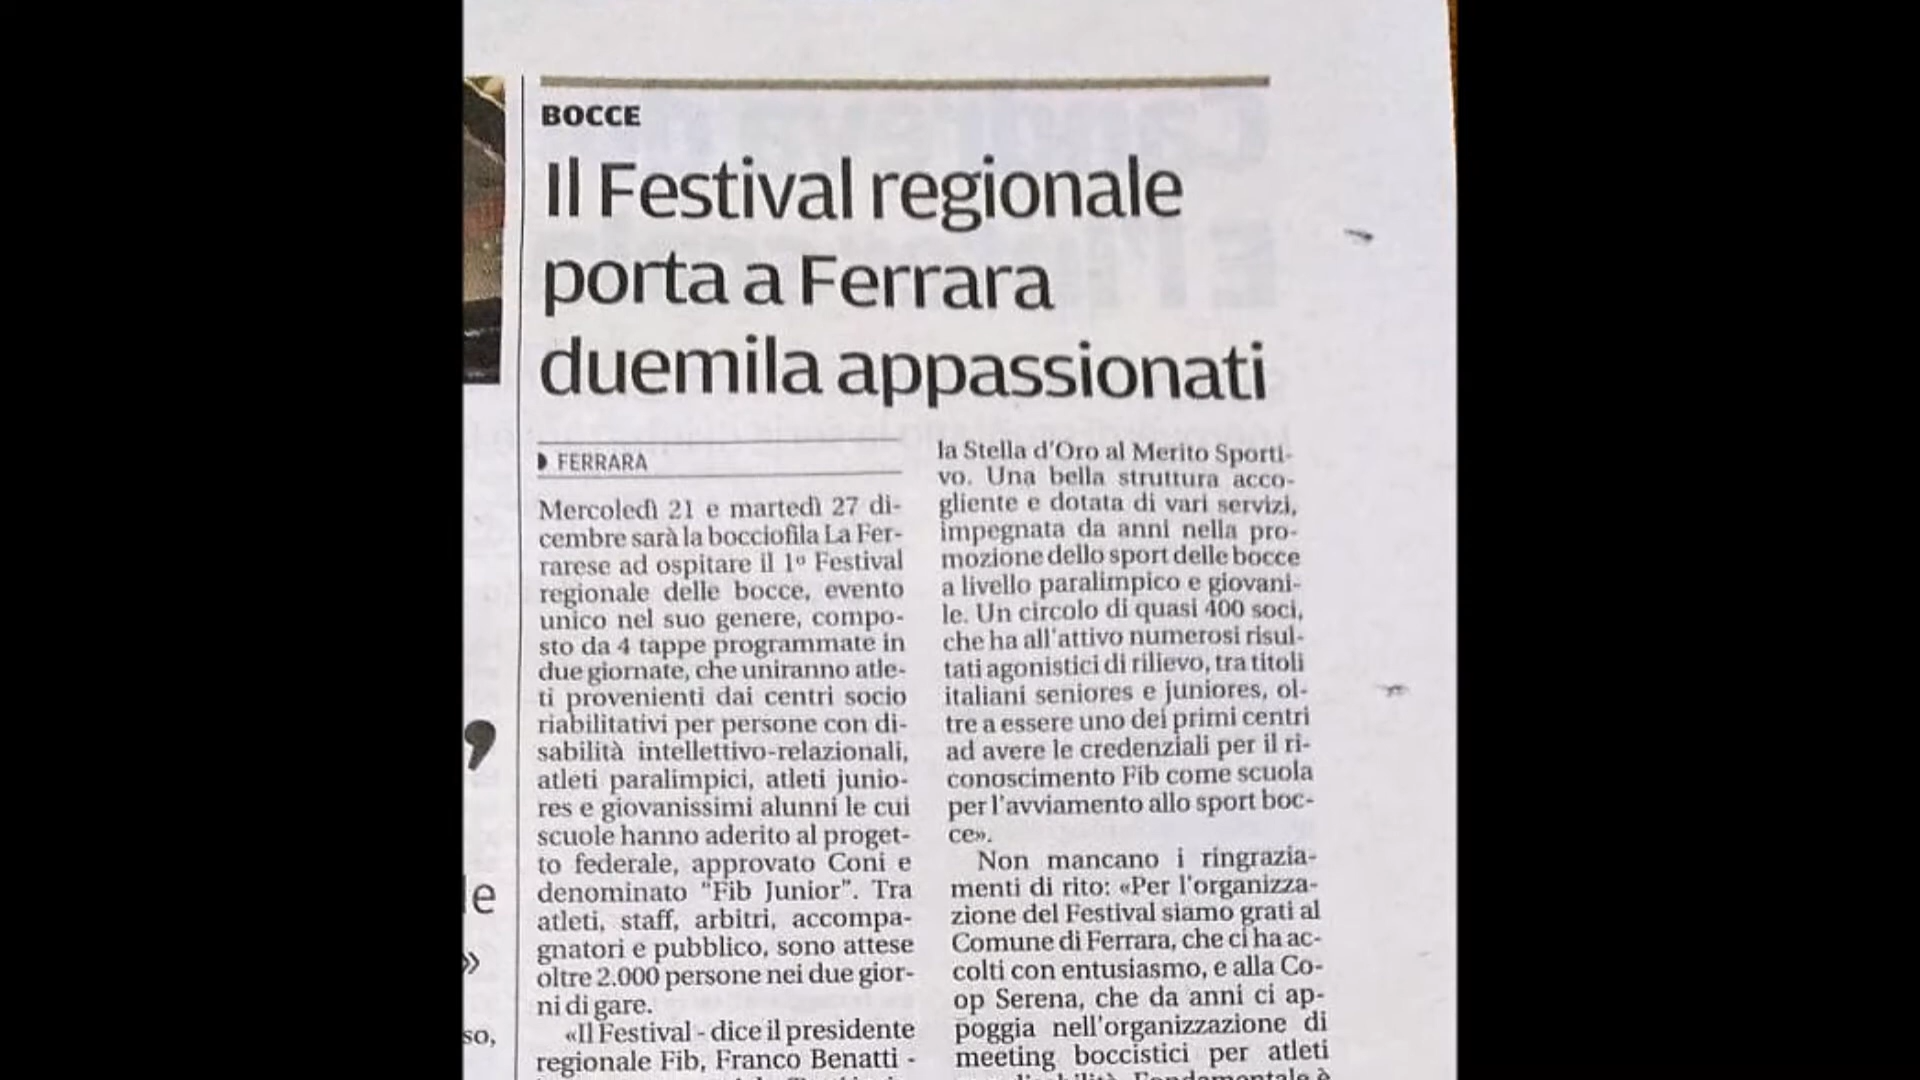 BOCCE
Il Festival regionale
porta a Ferrara
duemila appassionati
FERRARA
Mercoledì 21 e martedì 27 di-
cembre sarà la bocciofila La Fer-
rarese ad ospitare il 1º Festival
regionale delle bocce, evento
unico nel suo genere, compo-
sto da 4 tappe programmate in
due giornate, che uniranno atle-
ti provenienti dai centri socio
riabilitativi per persone con di-
sabilità intellettivo-relazionali,
atleti paralimpici, atleti junio-
res e giovanissimi alunni le cui
scuole hanno aderito al proget-
to federale, approvato Coni e
denominato "Fib Junior". Tra
atleti, staff, arbitri, accompa-
gnatori e pubblico, sono attese
oltre 2.000 persone nei due gior-
ni di gare.
«Il Festival - dice il presidente
regionale Fib, Franco Benatti -
la Stella d'Oro al Merito Sporti-
vo. Una bella struttura acco-
gliente e dotata di vari servizi,
impegnata da anni nella pro-
mozione dello sport delle bocce
a livello paralimpico e giovani-
le. Un circolo di quasi 400 soci,
che ha all'attivo numerosi risul-
tati agonistici di rilievo, tra titoli
italiani seniores e juniores, ol-
tre a essere uno dei primi centri
ad avere le credenziali per il ri-
conoscimento Fib come scuola
per l'avviamento allo sport boc-
ce».
Non mancano i ringrazia-
menti di rito: «Per l'organizza-
zione del Festival siamo grati al
Comune di Ferrara, che ci ha ac-
colti con entusiasmo, e alla Co-
op Serena, che da anni ci ap-
poggia nell'organizzazione di
meeting boccistici per atleti